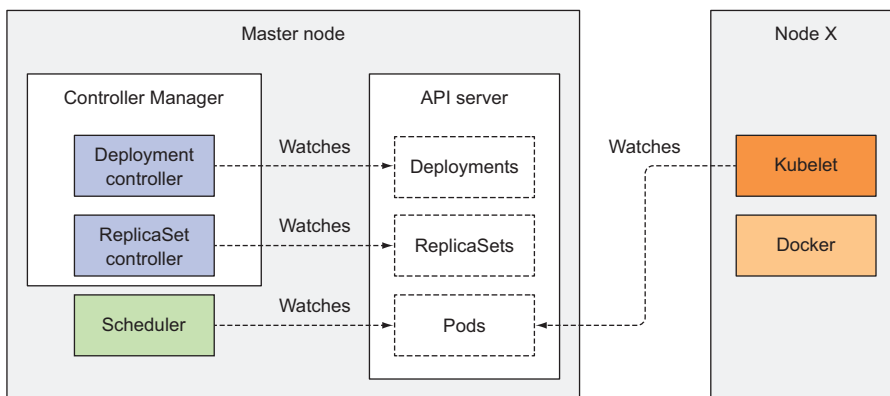 Master node
Node X
Controller Manager
API server
Deployment
controller
Watches
Deployments
Watches
Kubelet
ReplicaSet
controller
Watches
ReplicaSets
Docker
Scheduler
Watches
Pods